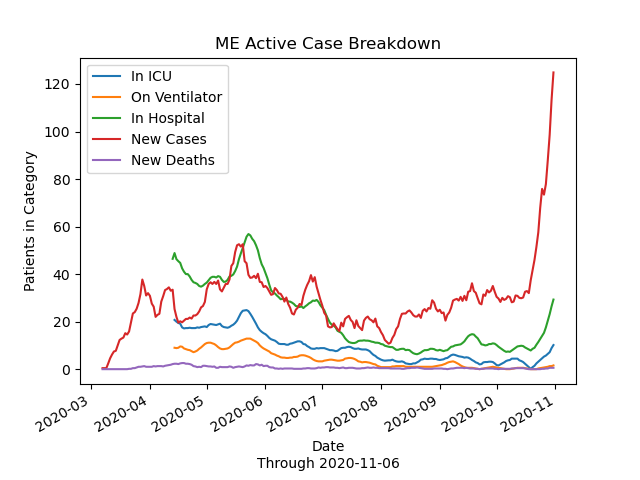 ME Active Case Breakdown
In ICU
On Ventilator
In Hospital
New Cases
New Deaths
Patients in Category
120
100
80
60
40
20
0
2020-03
2020-04
2020-05
2020-06
2020-07
2020-08
2020-09
2020-10
2020-11
Date
Through 2020-11-06